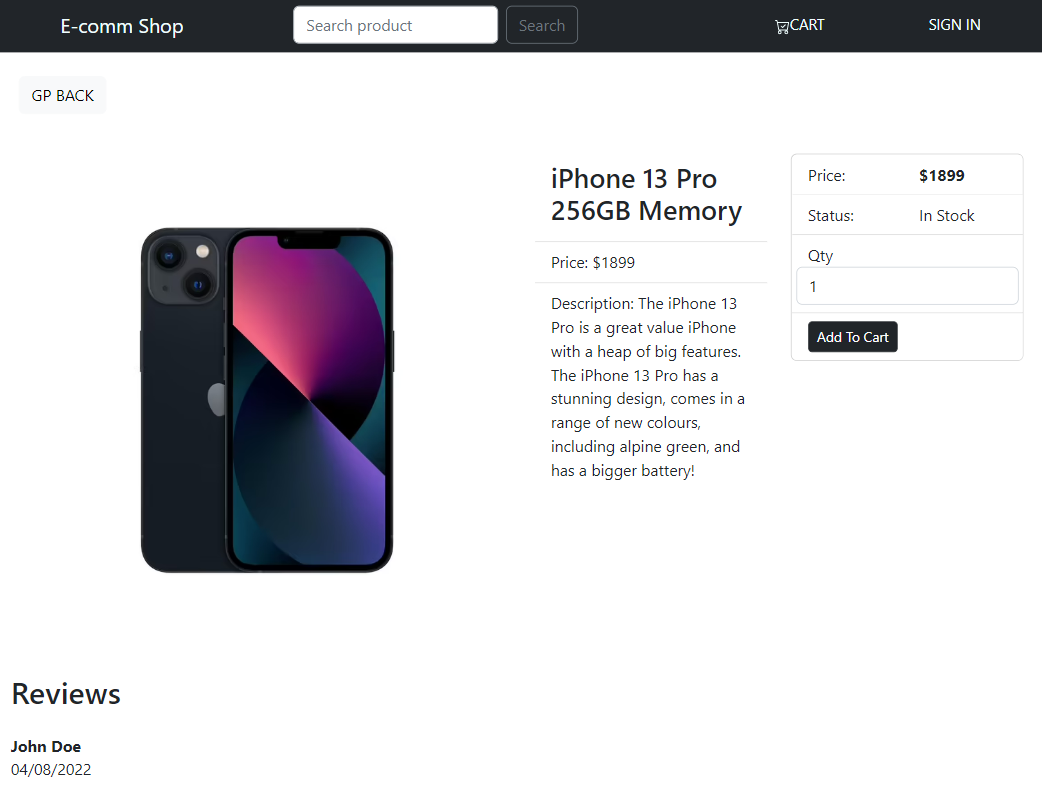 E-comm Shop
Search product
Search
CART
SIGN IN
GP BACK
iPhone 13 Pro
256GB Memory
Price: $1899
Description: The iPhone 13
Pro is a great value iPhone
with a heap of big features.
The iPhone 13 Pro has a
stunning design, comes in a
range of new colours,
including alpine green, and
has a bigger battery!
Price: $1899
Status: In Stock
Qty
1
Add To Cart
Reviews
John Doe
04/08/2022